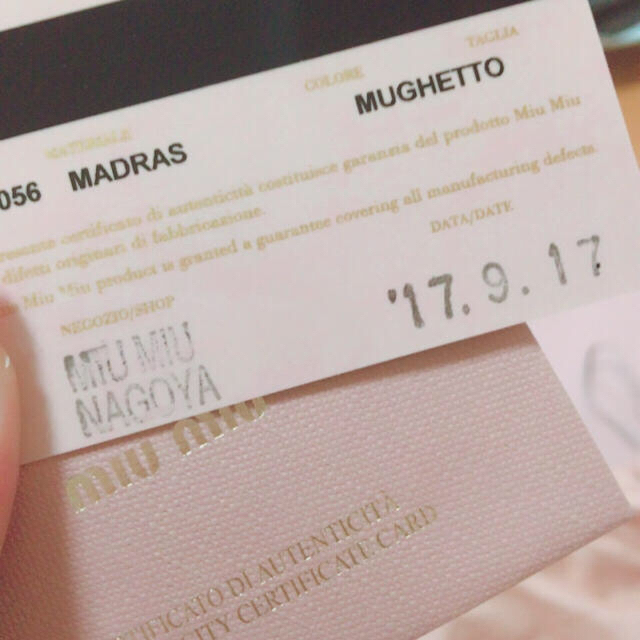 TAGLIA
COLORE
MUGHETTO
MATERIALE
056 MADRAS
presente certificato di autenticità costituisce garanzia del prodotto Miu Miu
difetti originari di fabbricazione.
Miu Miu product is granted a guarantee covering all manufacturing defects
DATA/DATE
'17.9.17
NEGOZIO/SHOP
MIU MIU
NAGOYA
miu miu
CERTIFICATO DI AUTENTICITÀ
CERTIFICATE CARD